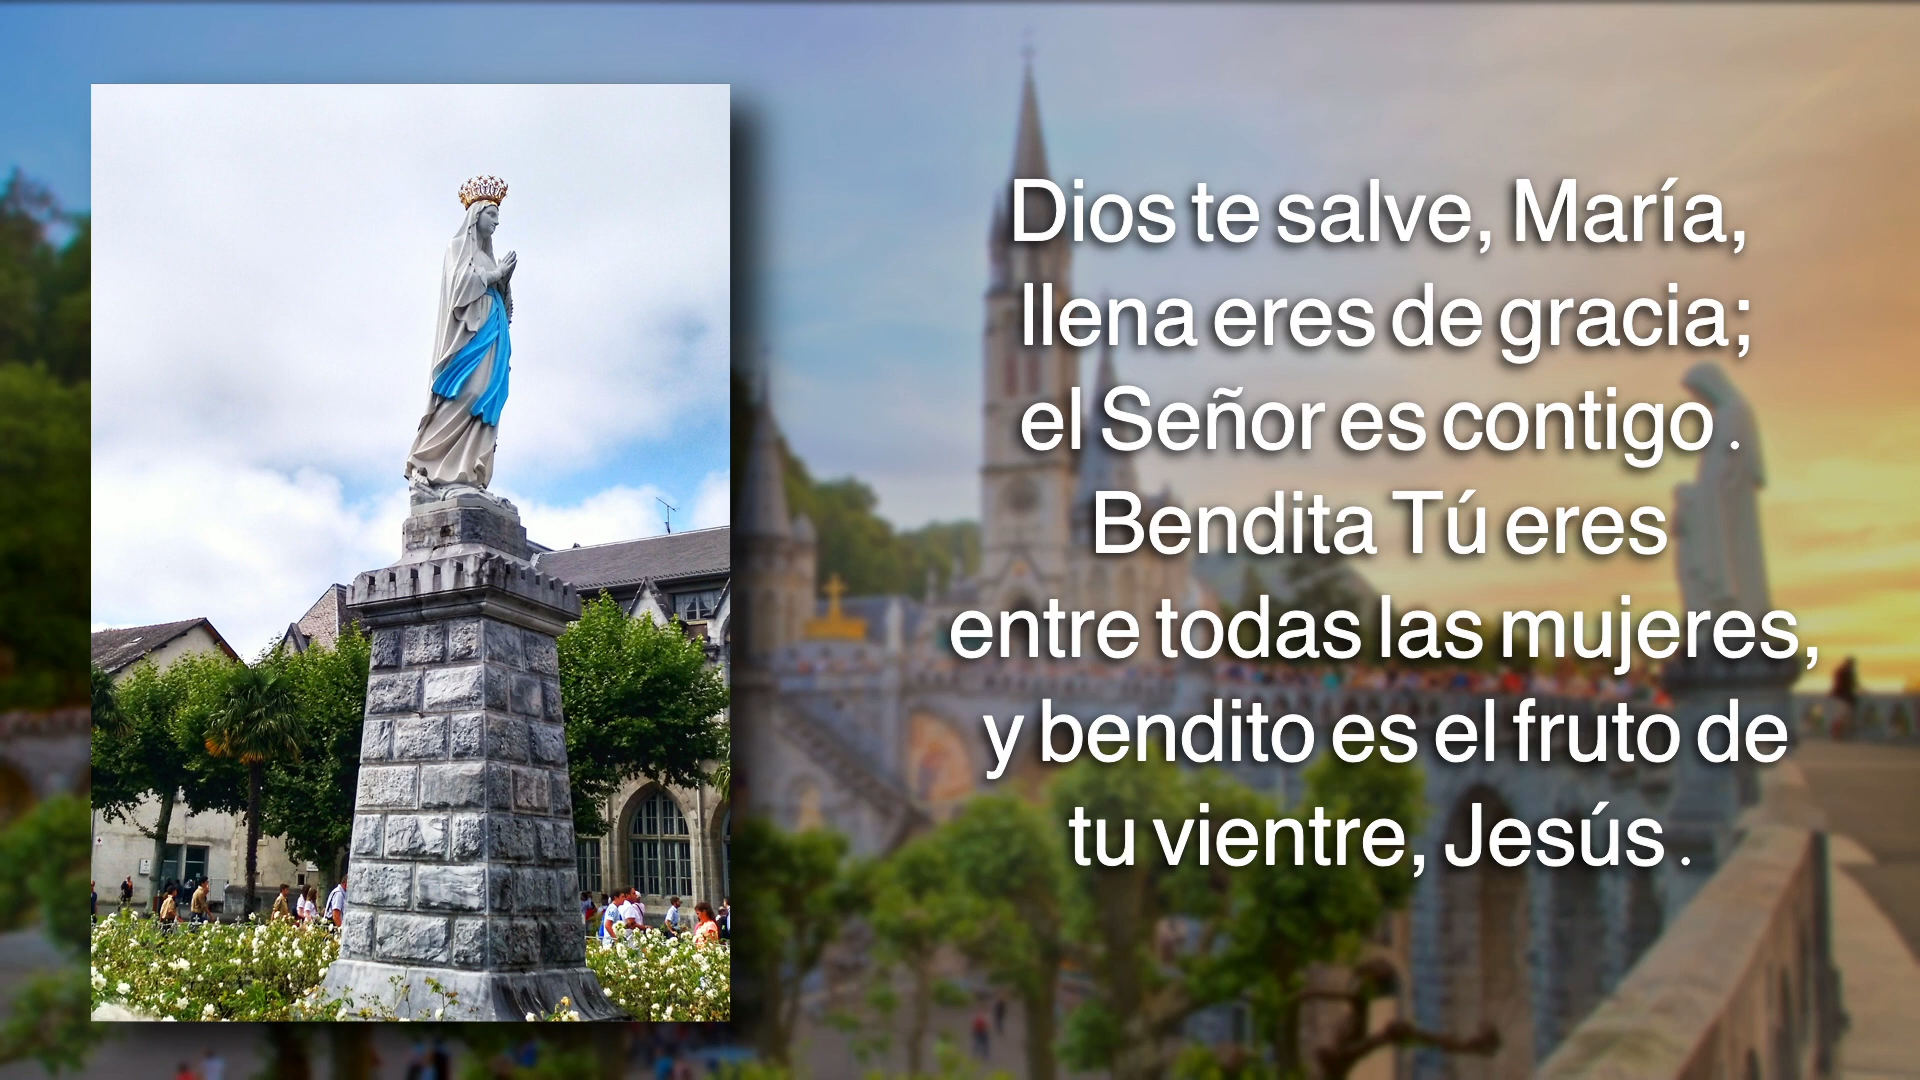 Dios te salve, María,
llena eres de gracia;
el Señor es contigo.
Bendita Tú eres
entre todas las mujeres,
y bendito es el fruto de
tu vientre, Jesús.